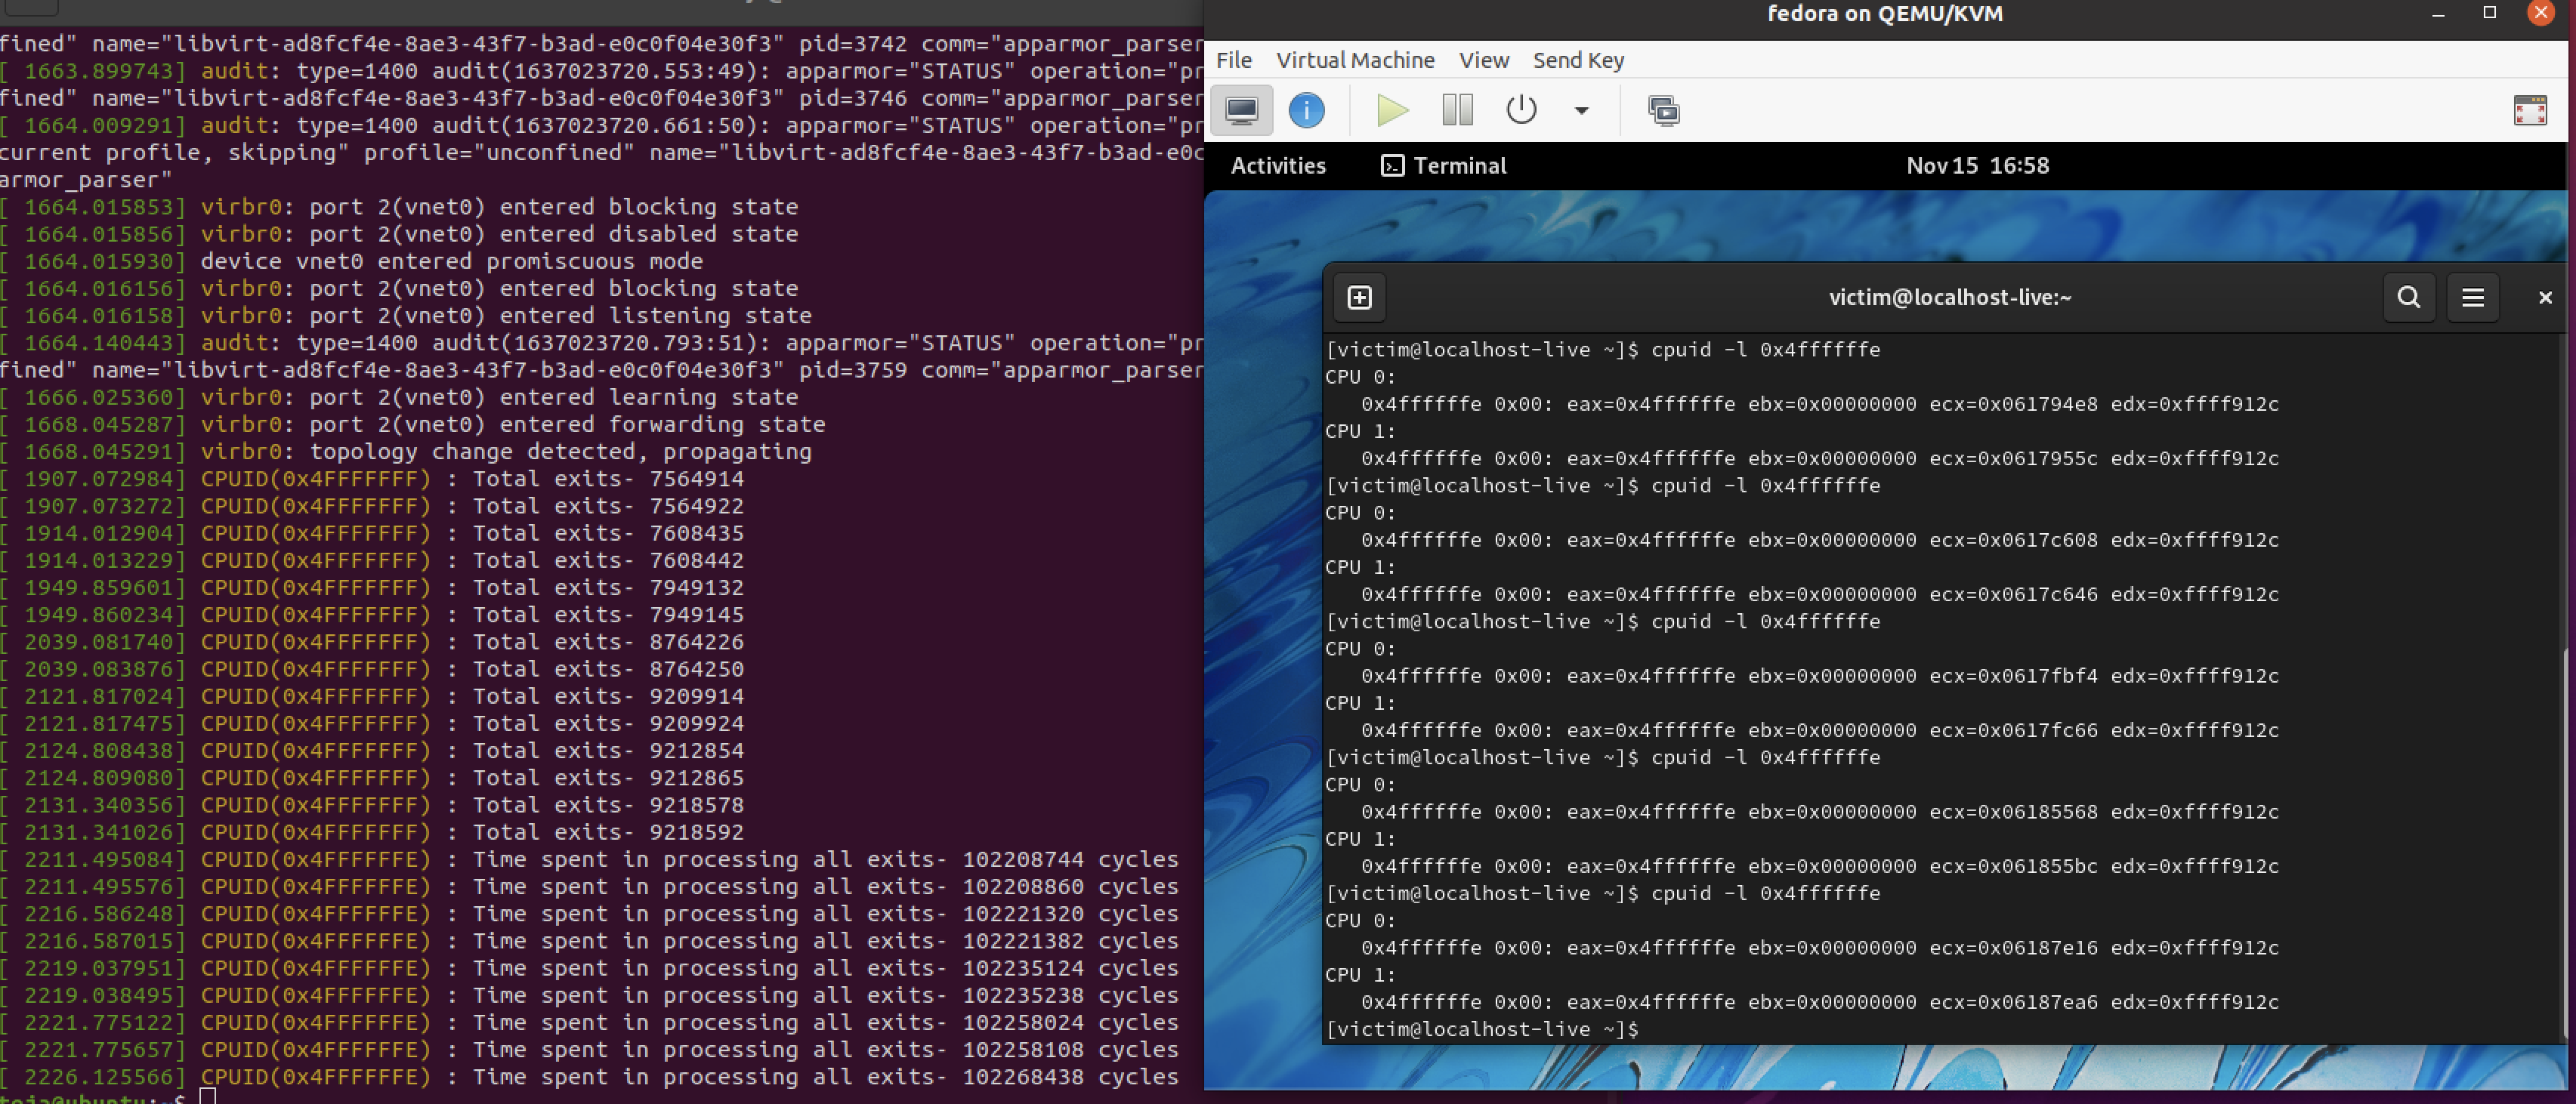 fined" name="libvirt-ad8fcf4e-8ae3-43f7-b3ad-e0c0f04e30f3" pid=3742 comm="apparmor_parser
[ 1663.899743] audit: type=1400 audit(1637023720.553:49): apparmor="STATUS" operation="pr
fined" name="libvirt-ad8fcf4e-8ae3-43f7-b3ad-e0c0f04e30f3" pid=3746 comm="apparmor_parser
[ 1664.009291] audit: type=1400 audit(1637023720.661:50): apparmor="STATUS" operation="pr
current profile, skipping" profile="unconfined" name="libvirt-ad8fcf4e-8ae3-43f7-b3ad-e0c
armor_parser"
[ 1664.015853] virbr0: port 2(vnet0) entered blocking state
[ 1664.015856] virbr0: port 2(vnet0) entered disabled state
[ 1664.015930] device vnet0 entered promiscuous mode
[ 1664.016156] virbr0: port 2(vnet0) entered blocking state
[ 1664.016158] virbr0: port 2(vnet0) entered listening state
[ 1664.140443] audit: type=1400 audit(1637023720.793:51): apparmor="STATUS" operation="pr
fined" name="libvirt-ad8fcf4e-8ae3-43f7-b3ad-e0c0f04e30f3" pid=3759 comm="apparmor_parser
[ 1666.025360] virbr0: port 2(vnet0) entered learning state
[ 1668.045287] virbr0: port 2(vnet0) entered forwarding state
[ 1668.045291] virbr0: topology change detected, propagating
[ 1907.072984] CPUID(0x4FFFFFFF) : Total exits- 7564914
[ 1907.073272] CPUID(0x4FFFFFFF) : Total exits- 7564922
[ 1914.012904] CPUID(0x4FFFFFFF) : Total exits- 7608435
[ 1914.013229] CPUID(0x4FFFFFFF) : Total exits- 7608442
[ 1949.859601] CPUID(0x4FFFFFFF) : Total exits- 7949132
[ 1949.860234] CPUID(0x4FFFFFFF) : Total exits- 7949145
[ 2039.081740] CPUID(0x4FFFFFFF) : Total exits- 8764226
[ 2039.083876] CPUID(0x4FFFFFFF) : Total exits- 8764250
[ 2121.817024] CPUID(0x4FFFFFFF) : Total exits- 9209914
[ 2121.817475] CPUID(0x4FFFFFFF) : Total exits- 9209924
[ 2124.808438] CPUID(0x4FFFFFFF) : Total exits- 9212854
[ 2124.809080] CPUID(0x4FFFFFFF) : Total exits- 9212865
[ 2131.340356] CPUID(0x4FFFFFFF) : Total exits- 9218578
[ 2131.341026] CPUID(0x4FFFFFFF) : Total exits- 9218592
[ 2211.495084] CPUID(0x4FFFFFFE) : Time spent in processing all exits- 102208744 cycles
[ 2211.495576] CPUID(0x4FFFFFFE) : Time spent in processing all exits- 102208860 cycles
[ 2216.586248] CPUID(0x4FFFFFFE) : Time spent in processing all exits- 102221320 cycles
[ 2216.587015] CPUID(0x4FFFFFFE) : Time spent in processing all exits- 102221382 cycles
[ 2219.037951] CPUID(0x4FFFFFFE) : Time spent in processing all exits- 102235124 cycles
[ 2219.038495] CPUID(0x4FFFFFFE) : Time spent in processing all exits- 102235238 cycles
[ 2221.775122] CPUID(0x4FFFFFFE) : Time spent in processing all exits- 102258024 cycles
[ 2221.775657] CPUID(0x4FFFFFFE) : Time spent in processing all exits- 102258108 cycles
[ 2226.125566] CPUID(0x4FFFFFFE) : Time spent in processing all exits- 102268438 cycles
fedora on QEMU/KVM
File Virtual Machine View Send Key
Activities Terminal Nov 15 16:58
victim@localhost-live:~
[victim@localhost-live ~]$ cpuid -l 0x4ffffffe
CPU 0:
0x4ffffffe 0x00: eax=0x4ffffffe ebx=0x00000000 ecx=0x061794e8 edx=0xffff912c
CPU 1:
0x4ffffffe 0x00: eax=0x4ffffffe ebx=0x00000000 ecx=0x0617955c edx=0xffff912c
[victim@localhost-live ~]$ cpuid -l 0x4ffffffe
CPU 0:
0x4ffffffe 0x00: eax=0x4ffffffe ebx=0x00000000 ecx=0x0617c608 edx=0xffff912c
CPU 1:
0x4ffffffe 0x00: eax=0x4ffffffe ebx=0x00000000 ecx=0x0617c646 edx=0xffff912c
[victim@localhost-live ~]$ cpuid -l 0x4ffffffe
CPU 0:
0x4ffffffe 0x00: eax=0x4ffffffe ebx=0x00000000 ecx=0x0617fbf4 edx=0xffff912c
CPU 1:
0x4ffffffe 0x00: eax=0x4ffffffe ebx=0x00000000 ecx=0x0617fc66 edx=0xffff912c
[victim@localhost-live ~]$ cpuid -l 0x4ffffffe
CPU 0:
0x4ffffffe 0x00: eax=0x4ffffffe ebx=0x00000000 ecx=0x06185568 edx=0xffff912c
CPU 1:
0x4ffffffe 0x00: eax=0x4ffffffe ebx=0x00000000 ecx=0x061855bc edx=0xffff912c
[victim@localhost-live ~]$ cpuid -l 0x4ffffffe
CPU 0:
0x4ffffffe 0x00: eax=0x4ffffffe ebx=0x00000000 ecx=0x06187e16 edx=0xffff912c
CPU 1:
0x4ffffffe 0x00: eax=0x4ffffffe ebx=0x00000000 ecx=0x06187ea6 edx=0xffff912c
[victim@localhost-live ~]$